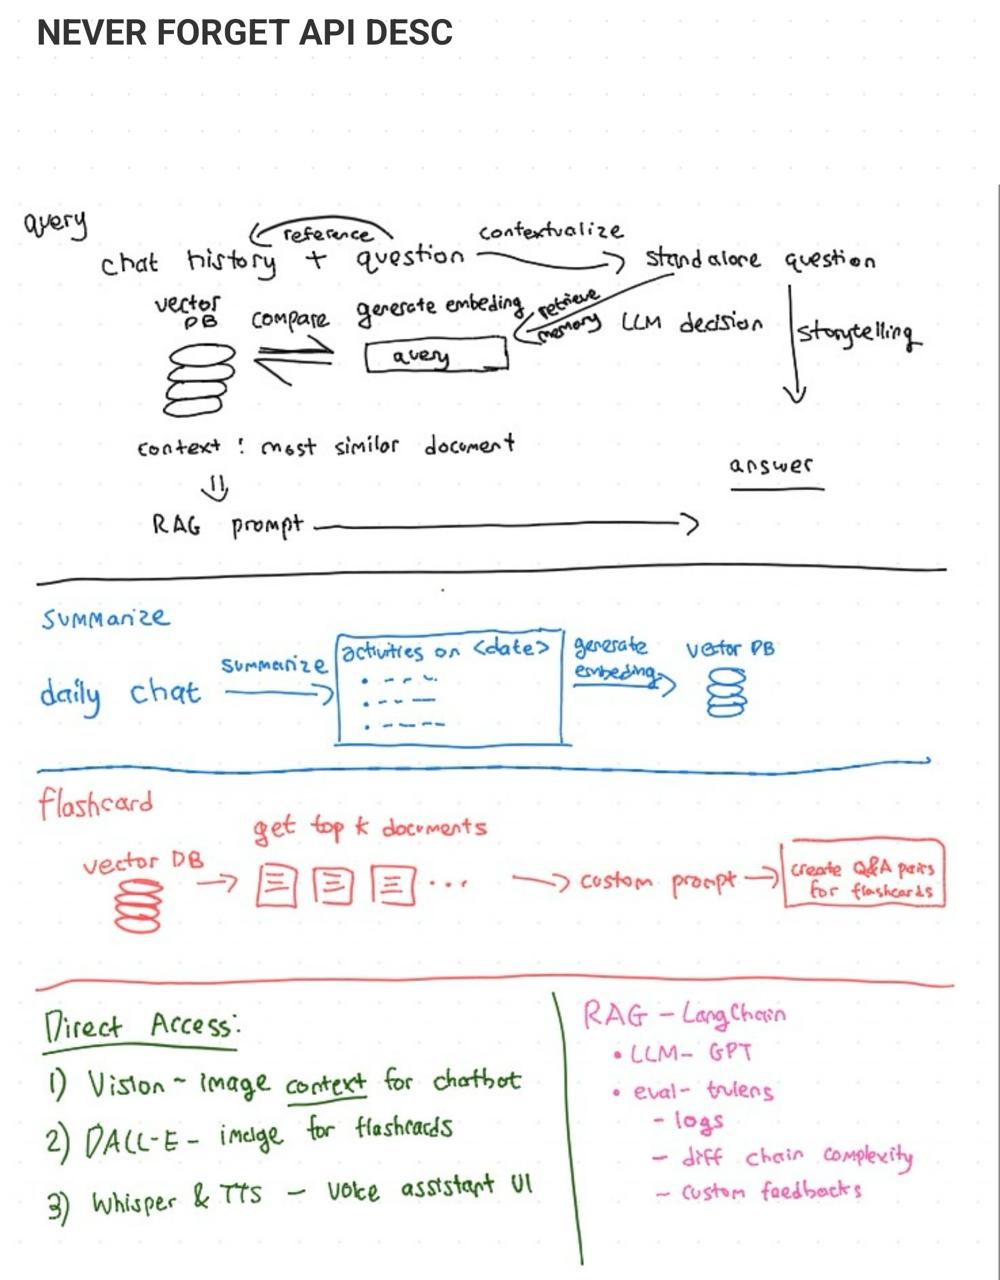 NEVER FORGET API DESC
query
reference
contextualize
chat history + question
standalone question
vector DB
compare
generate embeding
retrieve memory
LLM decision
storytelling
query
context : most similar document
answer
RAG prompt
summarize
daily chat
summarize
activities on <date>
generate embeding
vector DB
flashcard
get top k documents
vector DB
...
custom prompt
create Q&A pairs
for flashcards
Direct Access:
1) Vision - image context for chatbot
2) DALL-E - image for flashcards
3) Whisper & TTS - voice assistant UI
RAG - LangChain
• LLM - GPT
• eval - trulens
- logs
- diff chain complexity
- custom feedbacks